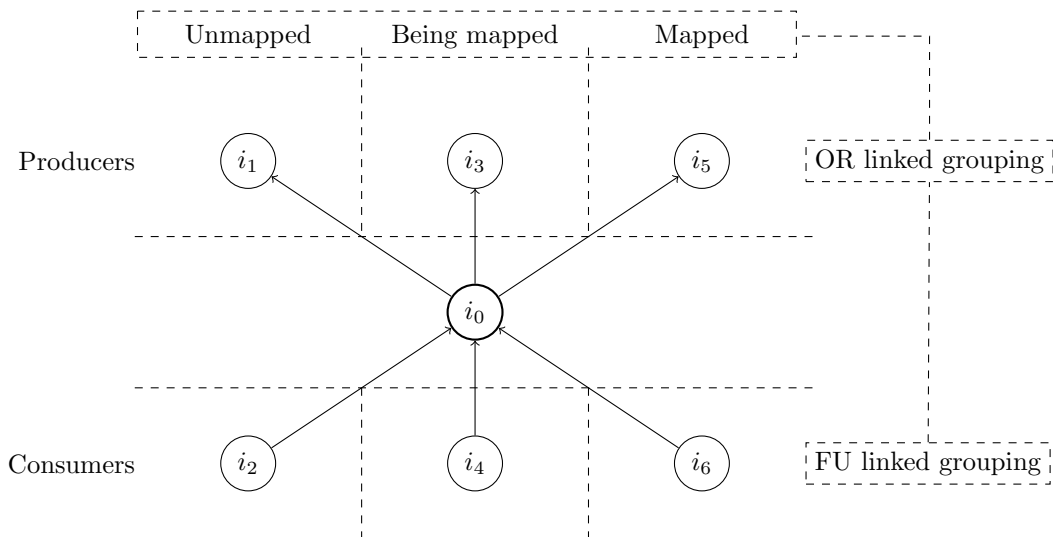 Unmapped Being mapped Mapped
Producers i₁ i₃ i₅ OR linked grouping
i₀
Consumers i₂ i₄ i₆ FU linked grouping